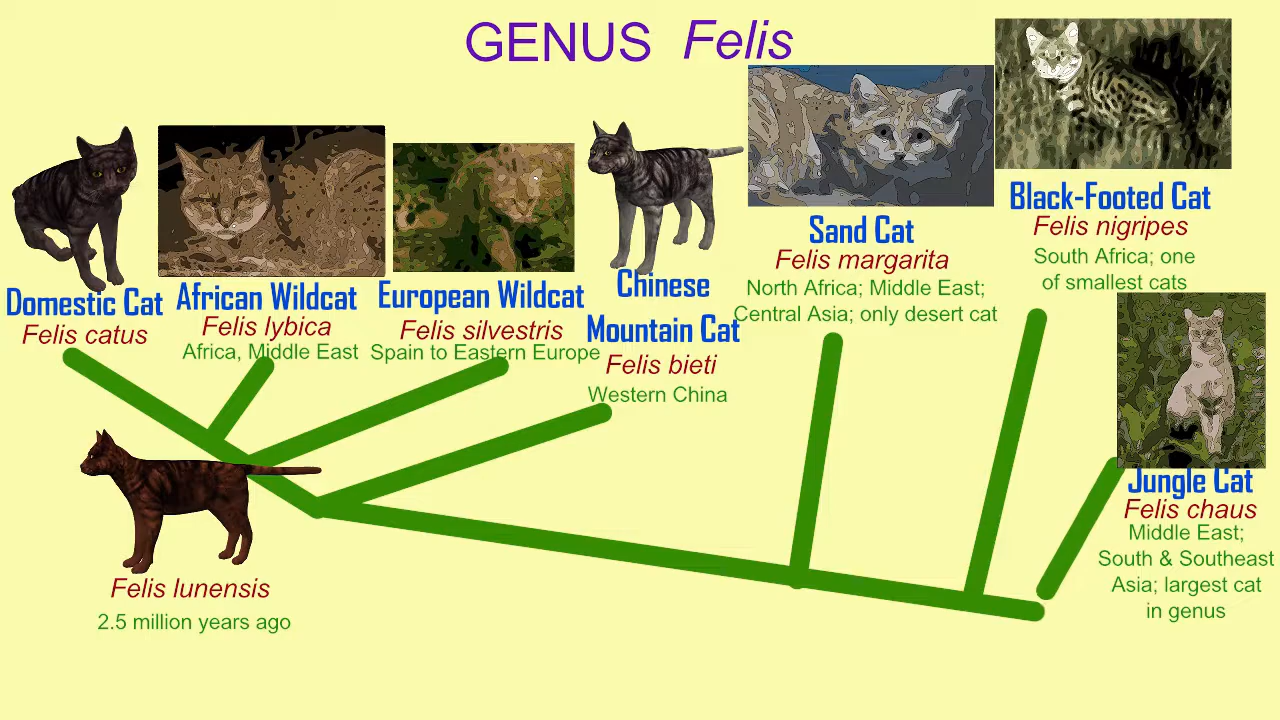 GENUS Felis
Domestic Cat
Felis catus
African Wildcat
Felis lybica
Africa, Middle East
European Wildcat
Felis silvestris
Spain to Eastern Europe
Chinese
Mountain Cat
Felis bieti
Western China
Sand Cat
Felis margarita
North Africa; Middle East;
Central Asia; only desert cat
Black-Footed Cat
Felis nigripes
South Africa; one
of smallest cats
Jungle Cat
Felis chaus
Middle East;
South & Southeast
Asia; largest cat
in genus
Felis lunensis
2.5 million years ago